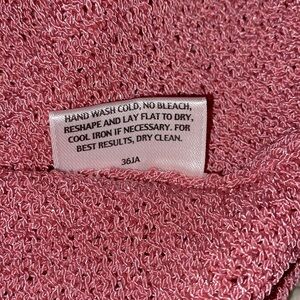 HAND WASH COLD, NO BLEACH,
RESHAPE AND LAY FLAT TO DRY,
COOL IRON IF NECESSARY. FOR
BEST RESULTS, DRY CLEAN.
36JA